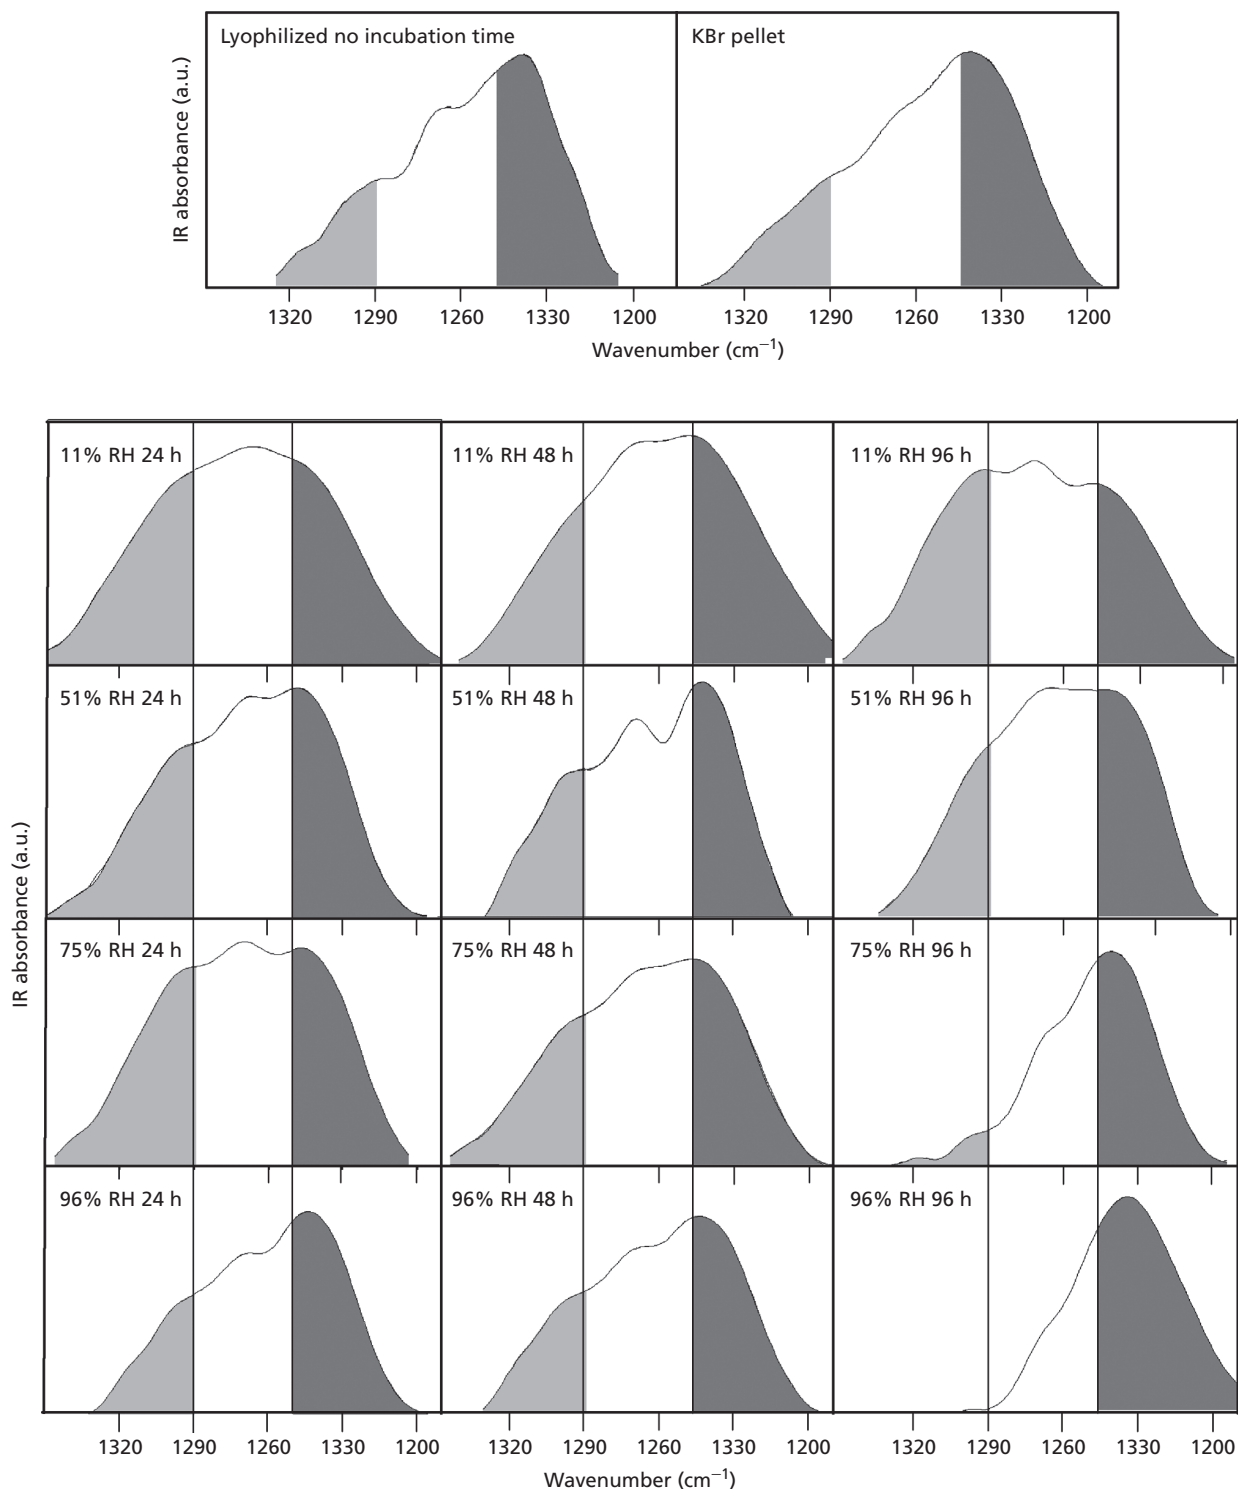 Lyophilized no incubation time
KBr pellet
IR absorbance (a.u.)
1320 1290 1260 1330 1200
1320 1290 1260 1330 1200
Wavenumber (cm⁻¹)
11% RH 24 h
11% RH 48 h
11% RH 96 h
51% RH 24 h
51% RH 48 h
51% RH 96 h
IR absorbance (a.u.)
75% RH 24 h
75% RH 48 h
75% RH 96 h
96% RH 24 h
96% RH 48 h
96% RH 96 h
1320 1290 1260 1330 1200
1320 1290 1260 1330 1200
1320 1290 1260 1330 1200
Wavenumber (cm⁻¹)